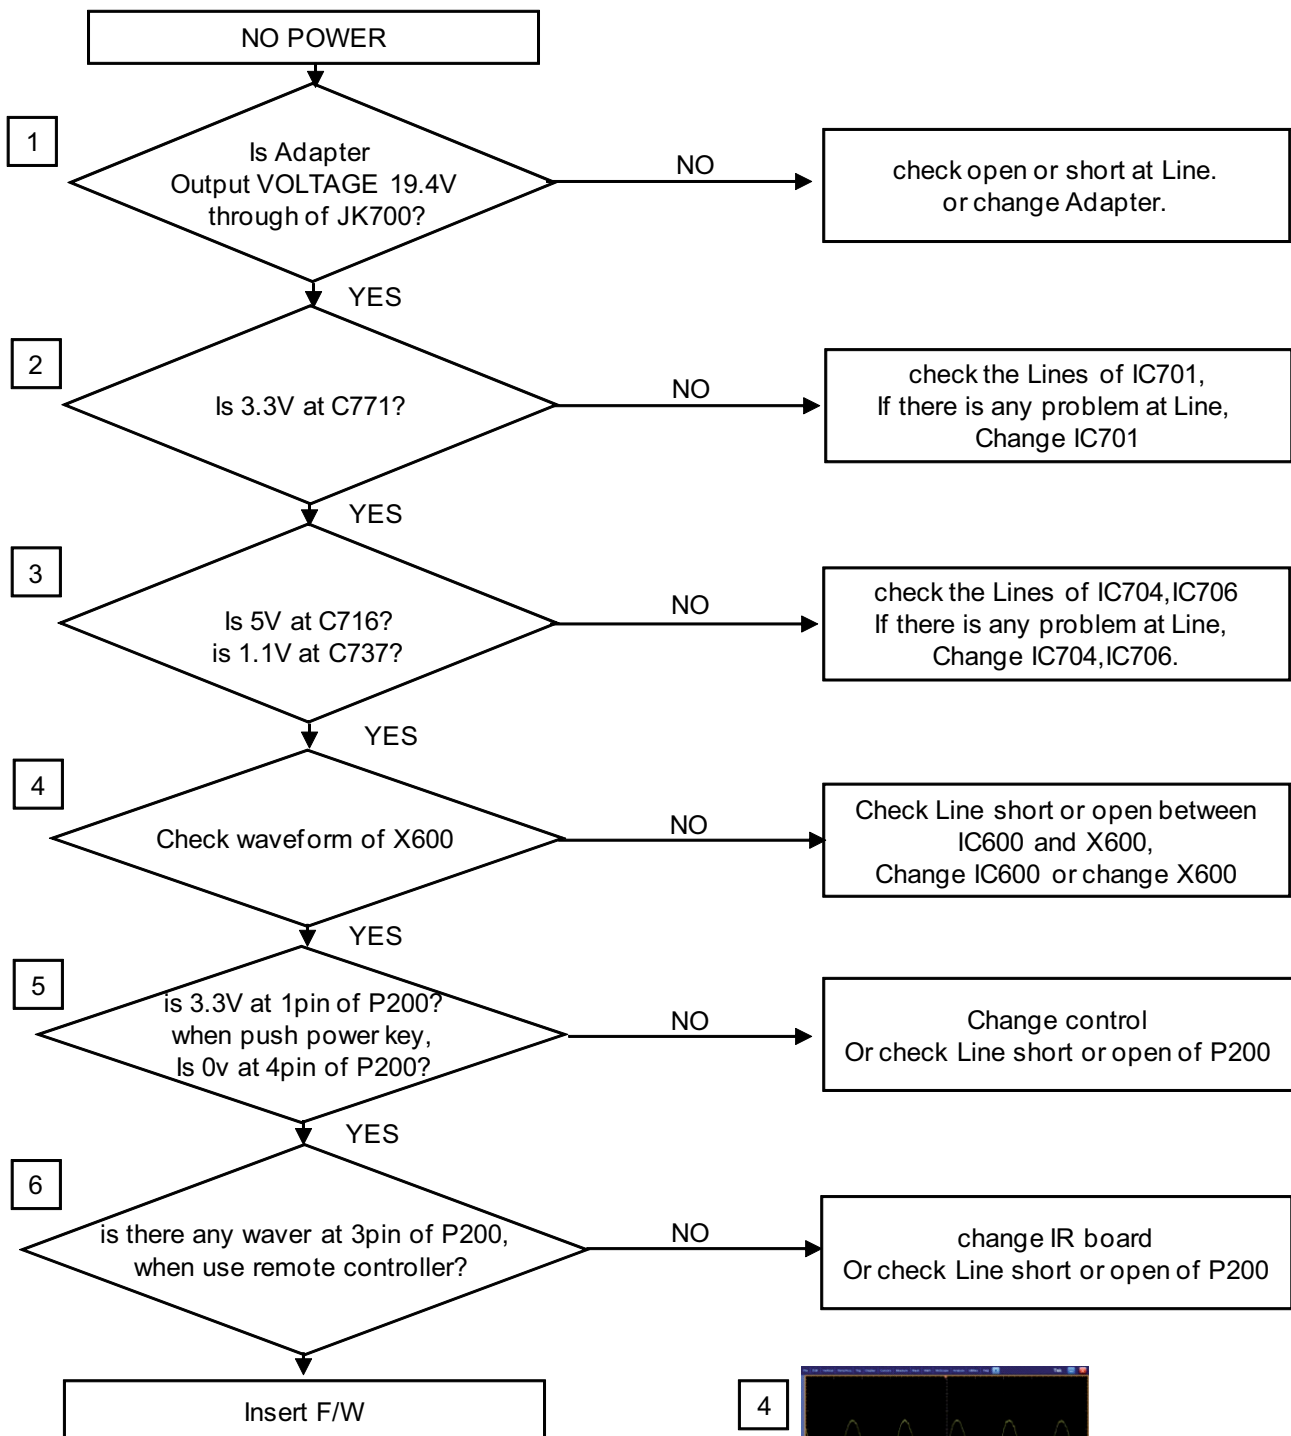 NO POWER
1
Is Adapter
Output VOLTAGE 19.4V
through of JK700?
NO
check open or short at Line.
or change Adapter.
YES
2
Is 3.3V at C771?
NO
check the Lines of IC701,
If there is any problem at Line,
Change IC701
YES
3
Is 5V at C716?
is 1.1V at C737?
NO
check the Lines of IC704,IC706
If there is any problem at Line,
Change IC704,IC706.
YES
4
Check waveform of X600
NO
Check Line short or open between
IC600 and X600,
Change IC600 or change X600
YES
5
is 3.3V at 1pin of P200?
when push power key,
Is 0v at 4pin of P200?
NO
Change control
Or check Line short or open of P200
YES
6
is there any waver at 3pin of P200,
when use remote controller?
NO
change IR board
Or check Line short or open of P200
Insert F/W
4